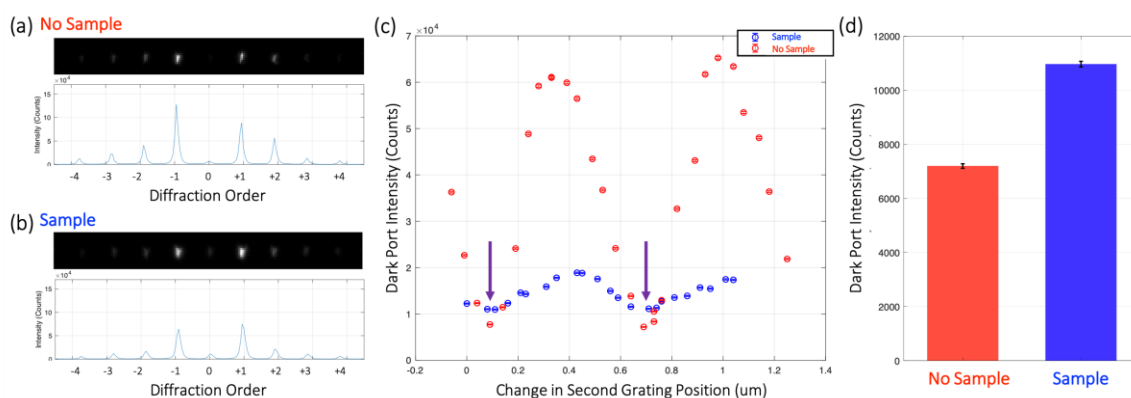 (a) No Sample
×10⁴
15
10
5
0
Intensity (Counts)
-4 -3 -2 -1 0 +1 +2 +3 +4
Diffraction Order
(b) Sample
×10⁴
15
10
5
0
Intensity (Counts)
-4 -3 -2 -1 0 +1 +2 +3 +4
Diffraction Order
(c)
×10⁴
Sample
No Sample
7
6
5
4
3
2
1
0
Dark Port Intensity (Counts)
-0.2 0 0.2 0.4 0.6 0.8 1 1.2 1.4
Change in Second Grating Position (um)
(d)
12000
10000
8000
6000
4000
2000
0
Dark Port Intensity (Counts)
No Sample Sample